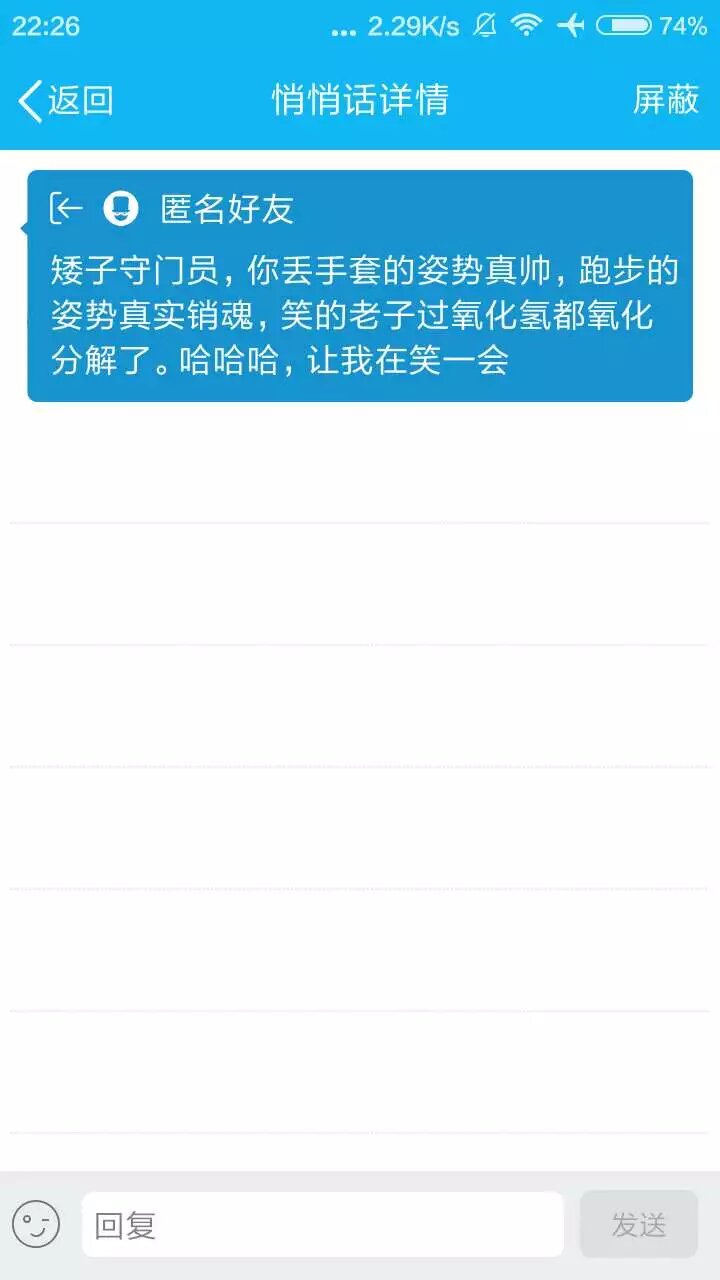 22:26 ... 2.29K/s 74%
返回 悄悄话详情 屏蔽
匿名好友
矮子守门员，你丢手套的姿势真帅，跑步的
姿势真实销魂，笑的老子过氧化氢都氧化
分解了。哈哈哈，让我在笑一会
回复 发送